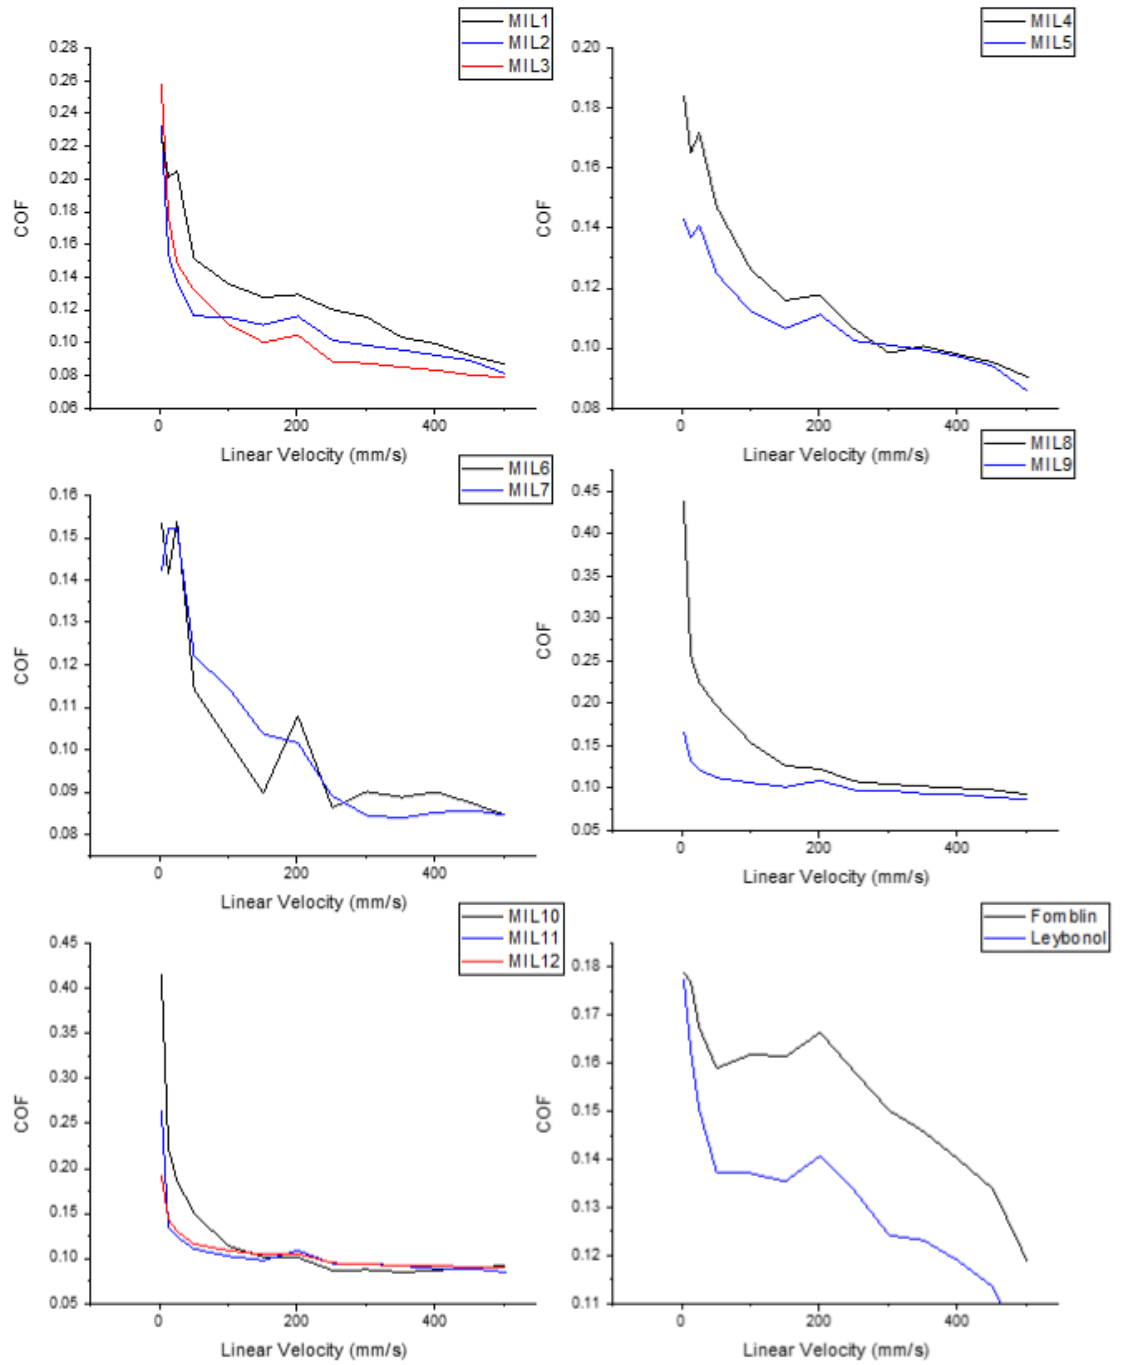 MIL1
MIL2
MIL3
0.28
0.26
0.24
0.22
0.20
0.18
0.16
0.14
0.12
0.10
0.08
0.06
COF
0
200
400
Linear Velocity (mm/s)
MIL4
MIL5
0.20
0.18
0.16
0.14
0.12
0.10
0.08
COF
0
200
400
Linear Velocity (mm/s)
MIL6
MIL7
0.16
0.15
0.14
0.13
0.12
0.11
0.10
0.09
0.08
COF
0
200
400
Linear Velocity (mm/s)
MIL8
MIL9
0.45
0.40
0.35
0.30
0.25
0.20
0.15
0.10
0.05
COF
0
200
400
Linear Velocity (mm/s)
MIL10
MIL11
MIL12
0.45
0.40
0.35
0.30
0.25
0.20
0.15
0.10
0.05
COF
0
200
400
Linear Velocity (mm/s)
Fomblin
Leybonol
0.18
0.17
0.16
0.15
0.14
0.13
0.12
0.11
COF
0
200
400
Linear Velocity (mm/s)